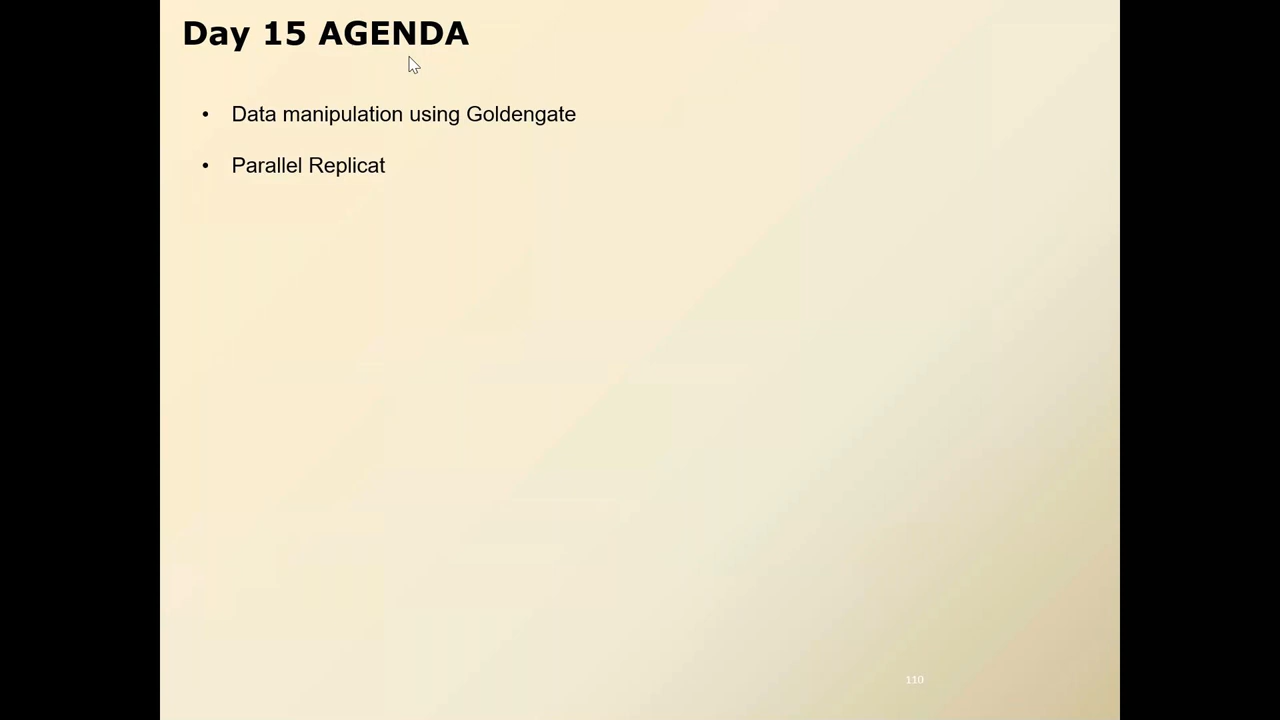 Day 15 AGENDA
• Data manipulation using Goldengate
• Parallel Replicat
110